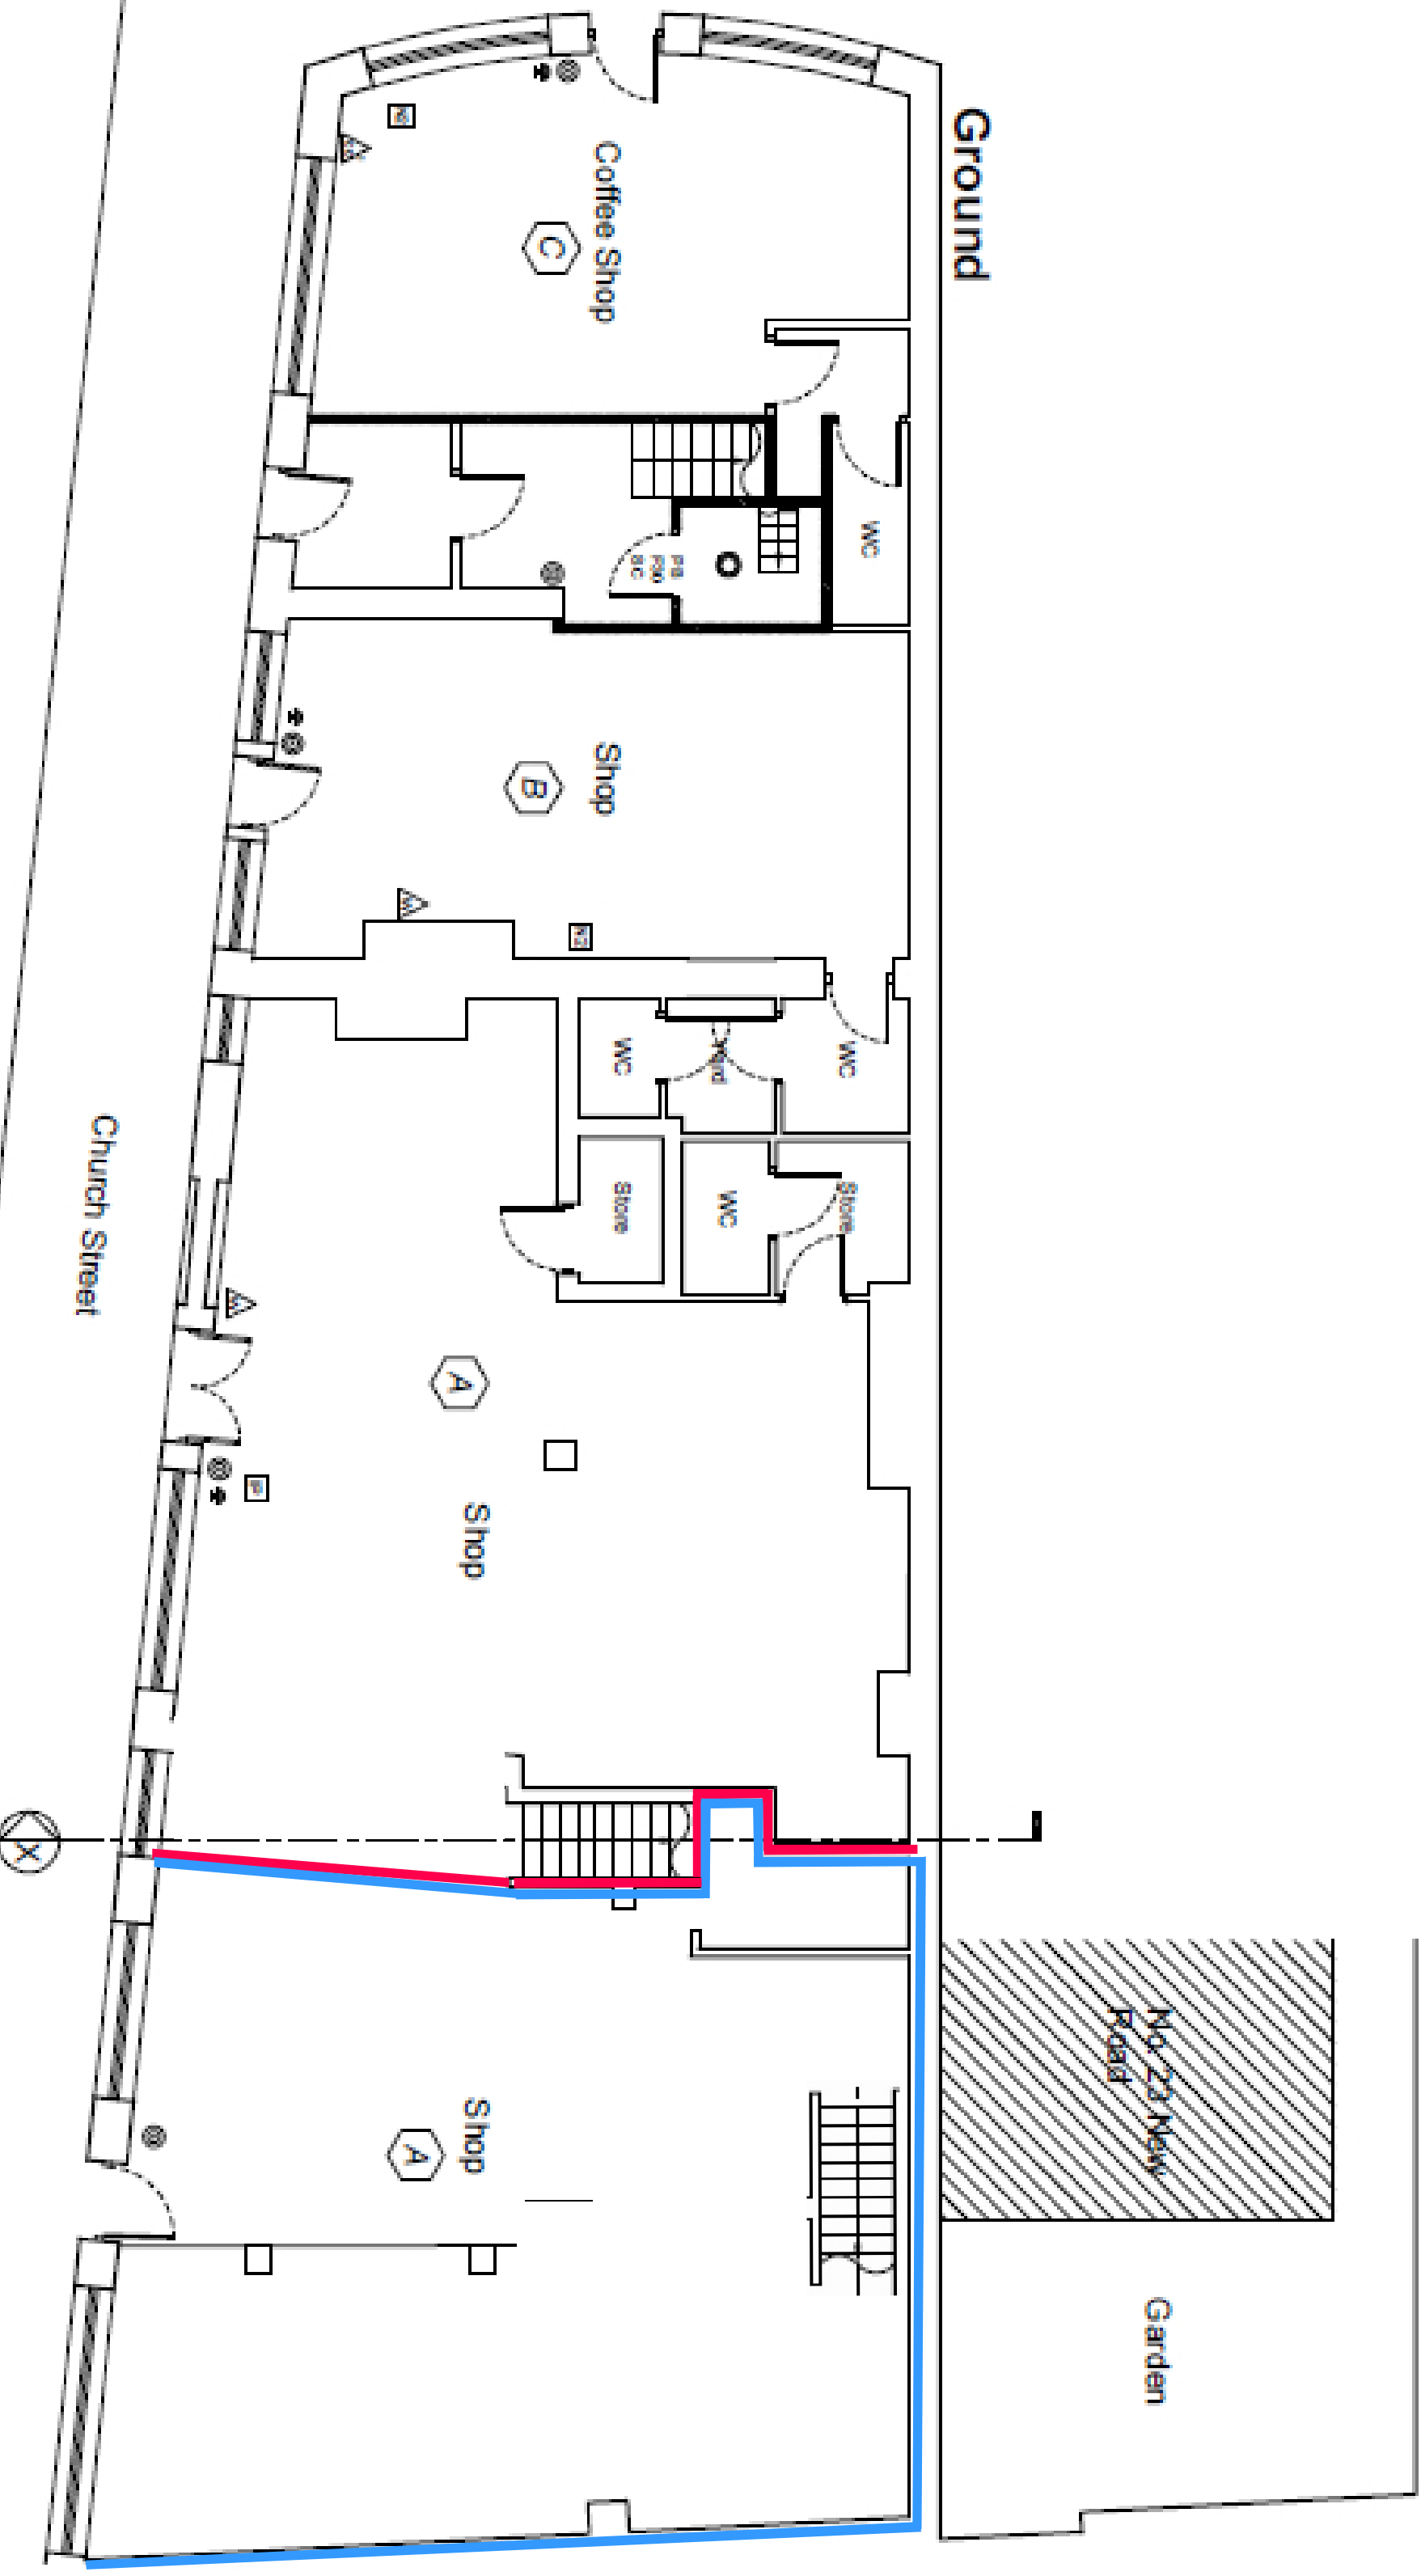 Ground
Coffee Shop
C
WC
Shop
B
WC
WC
Store
WC
Store
A
Shop
Church Street
X
No. 23 New
Road
Shop
A
Garden